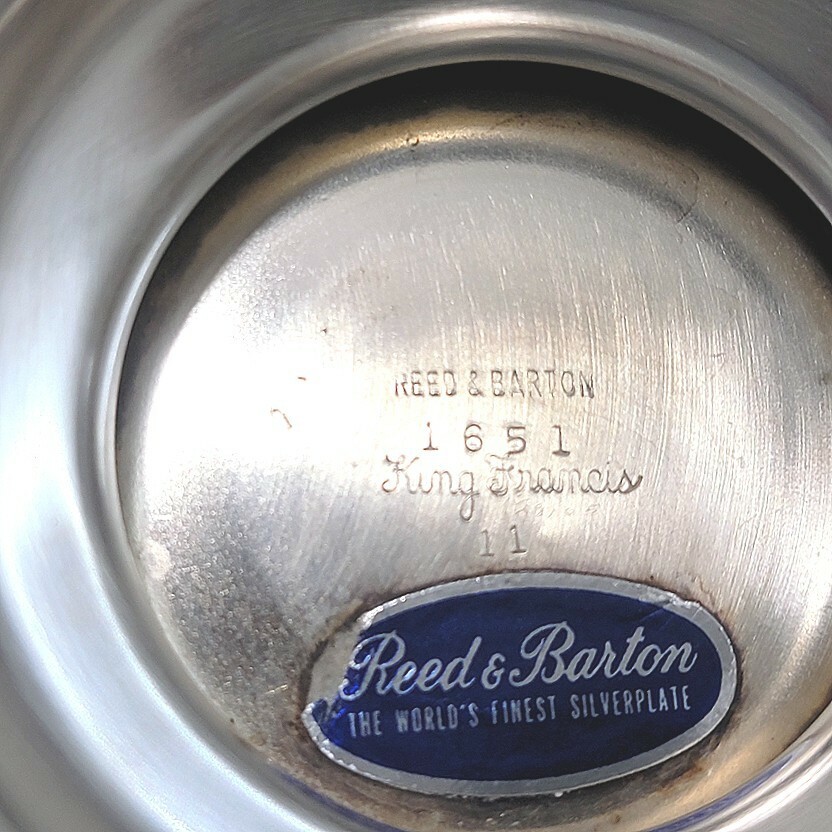 REED & BARTON
1651
King Francis
11
Reed & Barton
THE WORLD'S FINEST SILVERPLATE